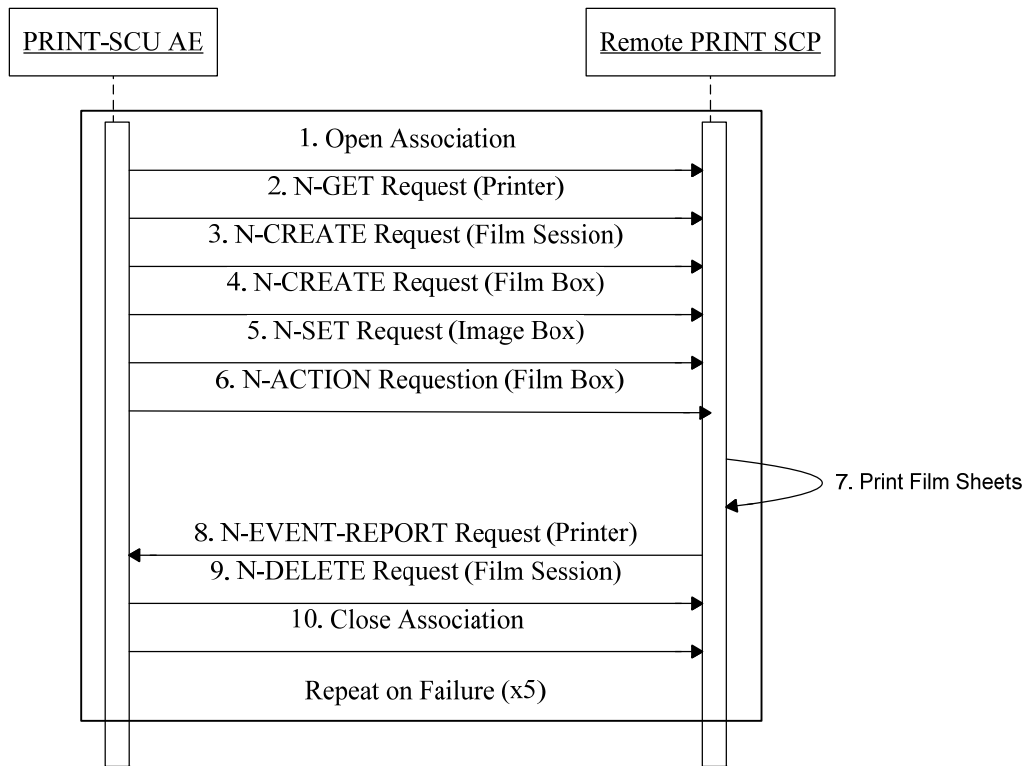 PRINT-SCU AE
Remote PRINT SCP
1. Open Association
2. N-GET Request (Printer)
3. N-CREATE Request (Film Session)
4. N-CREATE Request (Film Box)
5. N-SET Request (Image Box)
6. N-ACTION Requestion (Film Box)
7. Print Film Sheets
8. N-EVENT-REPORT Request (Printer)
9. N-DELETE Request (Film Session)
10. Close Association
Repeat on Failure (x5)